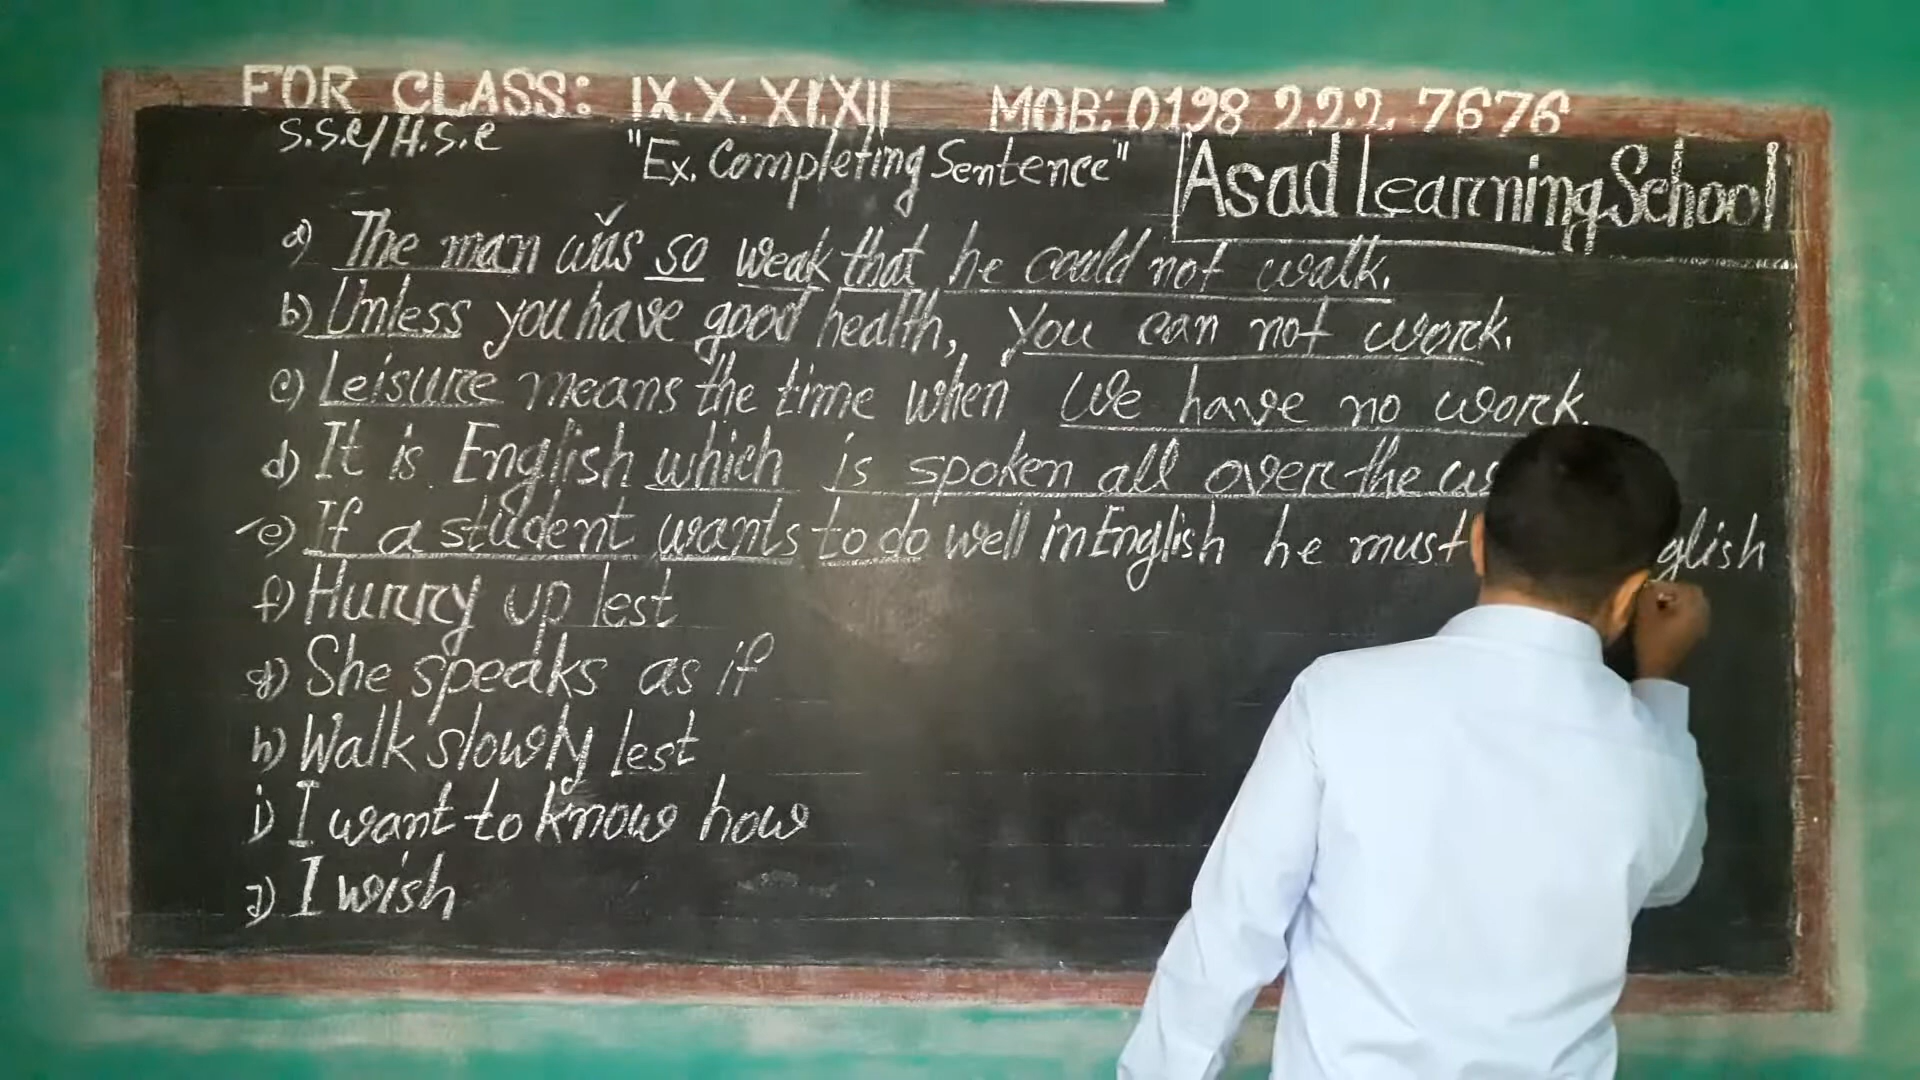 FOR CLASS: IX.X. XI.XII MOB: 0198 222 7676
S.S.C/H.S.C "Ex. Completing Sentence" Asad Learning School
a) The man was so weak that he could not walk.
b) Unless you have good health, you can not work.
c) Leisure means the time when we have no work.
d) It is English which is spoken all over the
e) If a student wants to do well in English he must glish
f) Hurry up lest
g) She speaks as if
h) Walk slowly lest
i) I want to know how
j) I wish